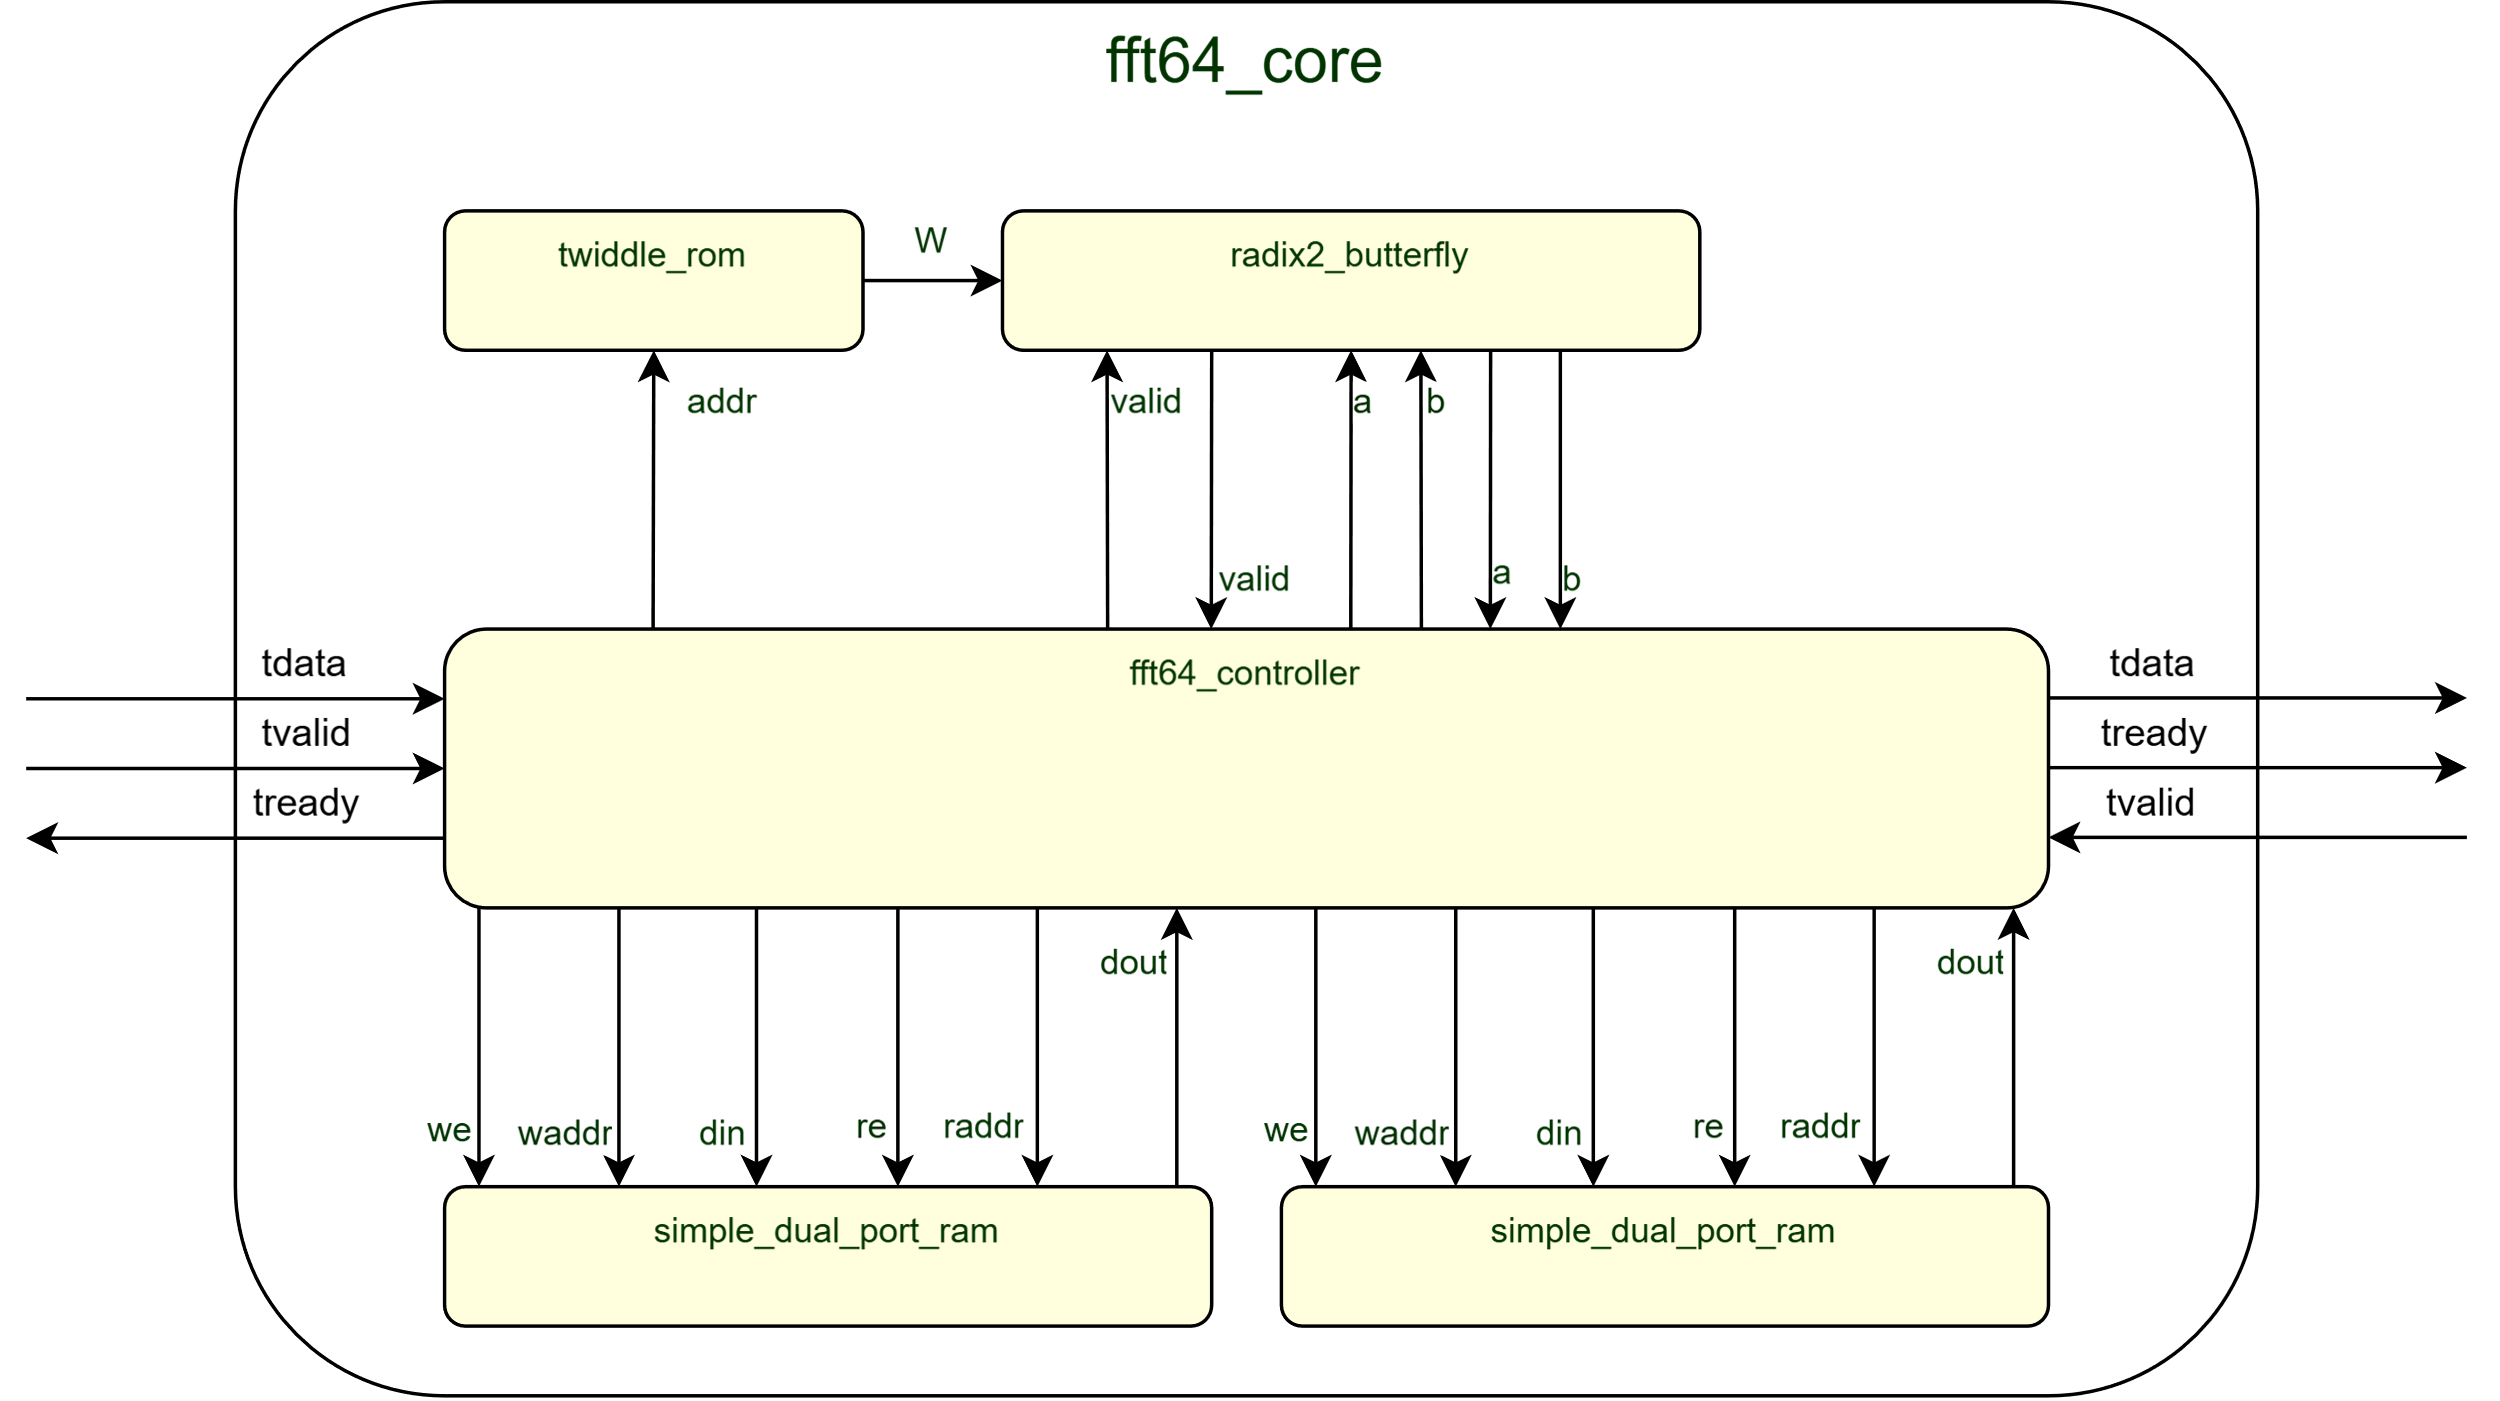 fft64_core
twiddle_rom
W
radix2_butterfly
addr
valid
a
b
valid
a
b
fft64_controller
tdata
tvalid
tready
tdata
tready
tvalid
dout
dout
we
waddr
din
re
raddr
we
waddr
din
re
raddr
simple_dual_port_ram
simple_dual_port_ram